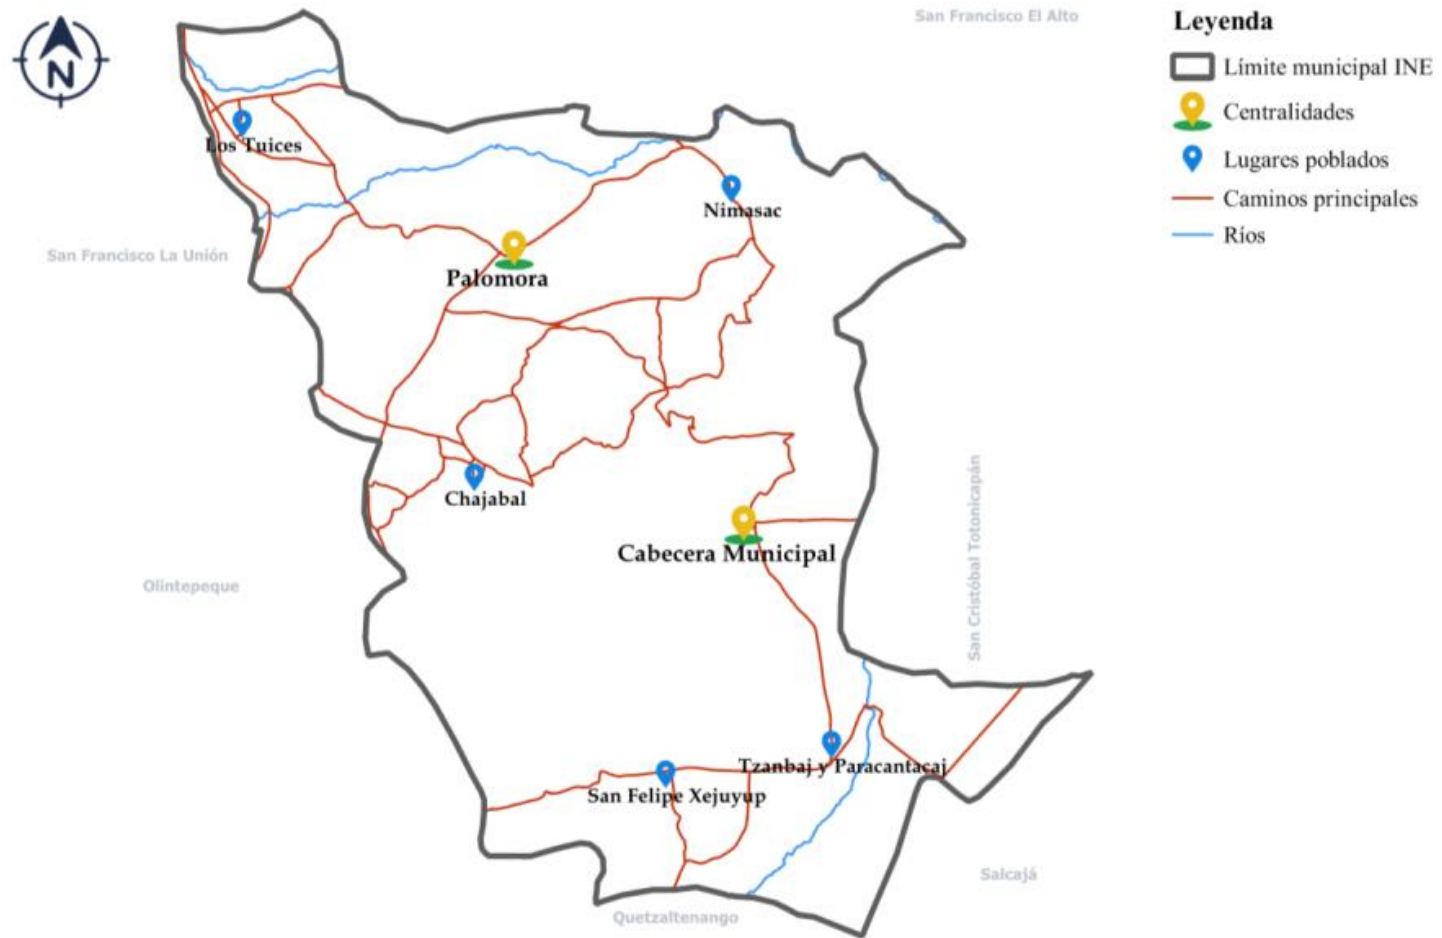 San Francisco El Alto
Leyenda
N
Límite municipal INE
Centralidades
Los Tuices
Lugares poblados
Nimasac
Caminos principales
Ríos
San Francisco La Unión
Palomora
Chajabal
Cabecera Municipal
San Cristóbal Totonicapán
Olintepeque
Tzanbaj y Paracantacaj
San Felipe Xejuyup
Salcajá
Quetzaltenango